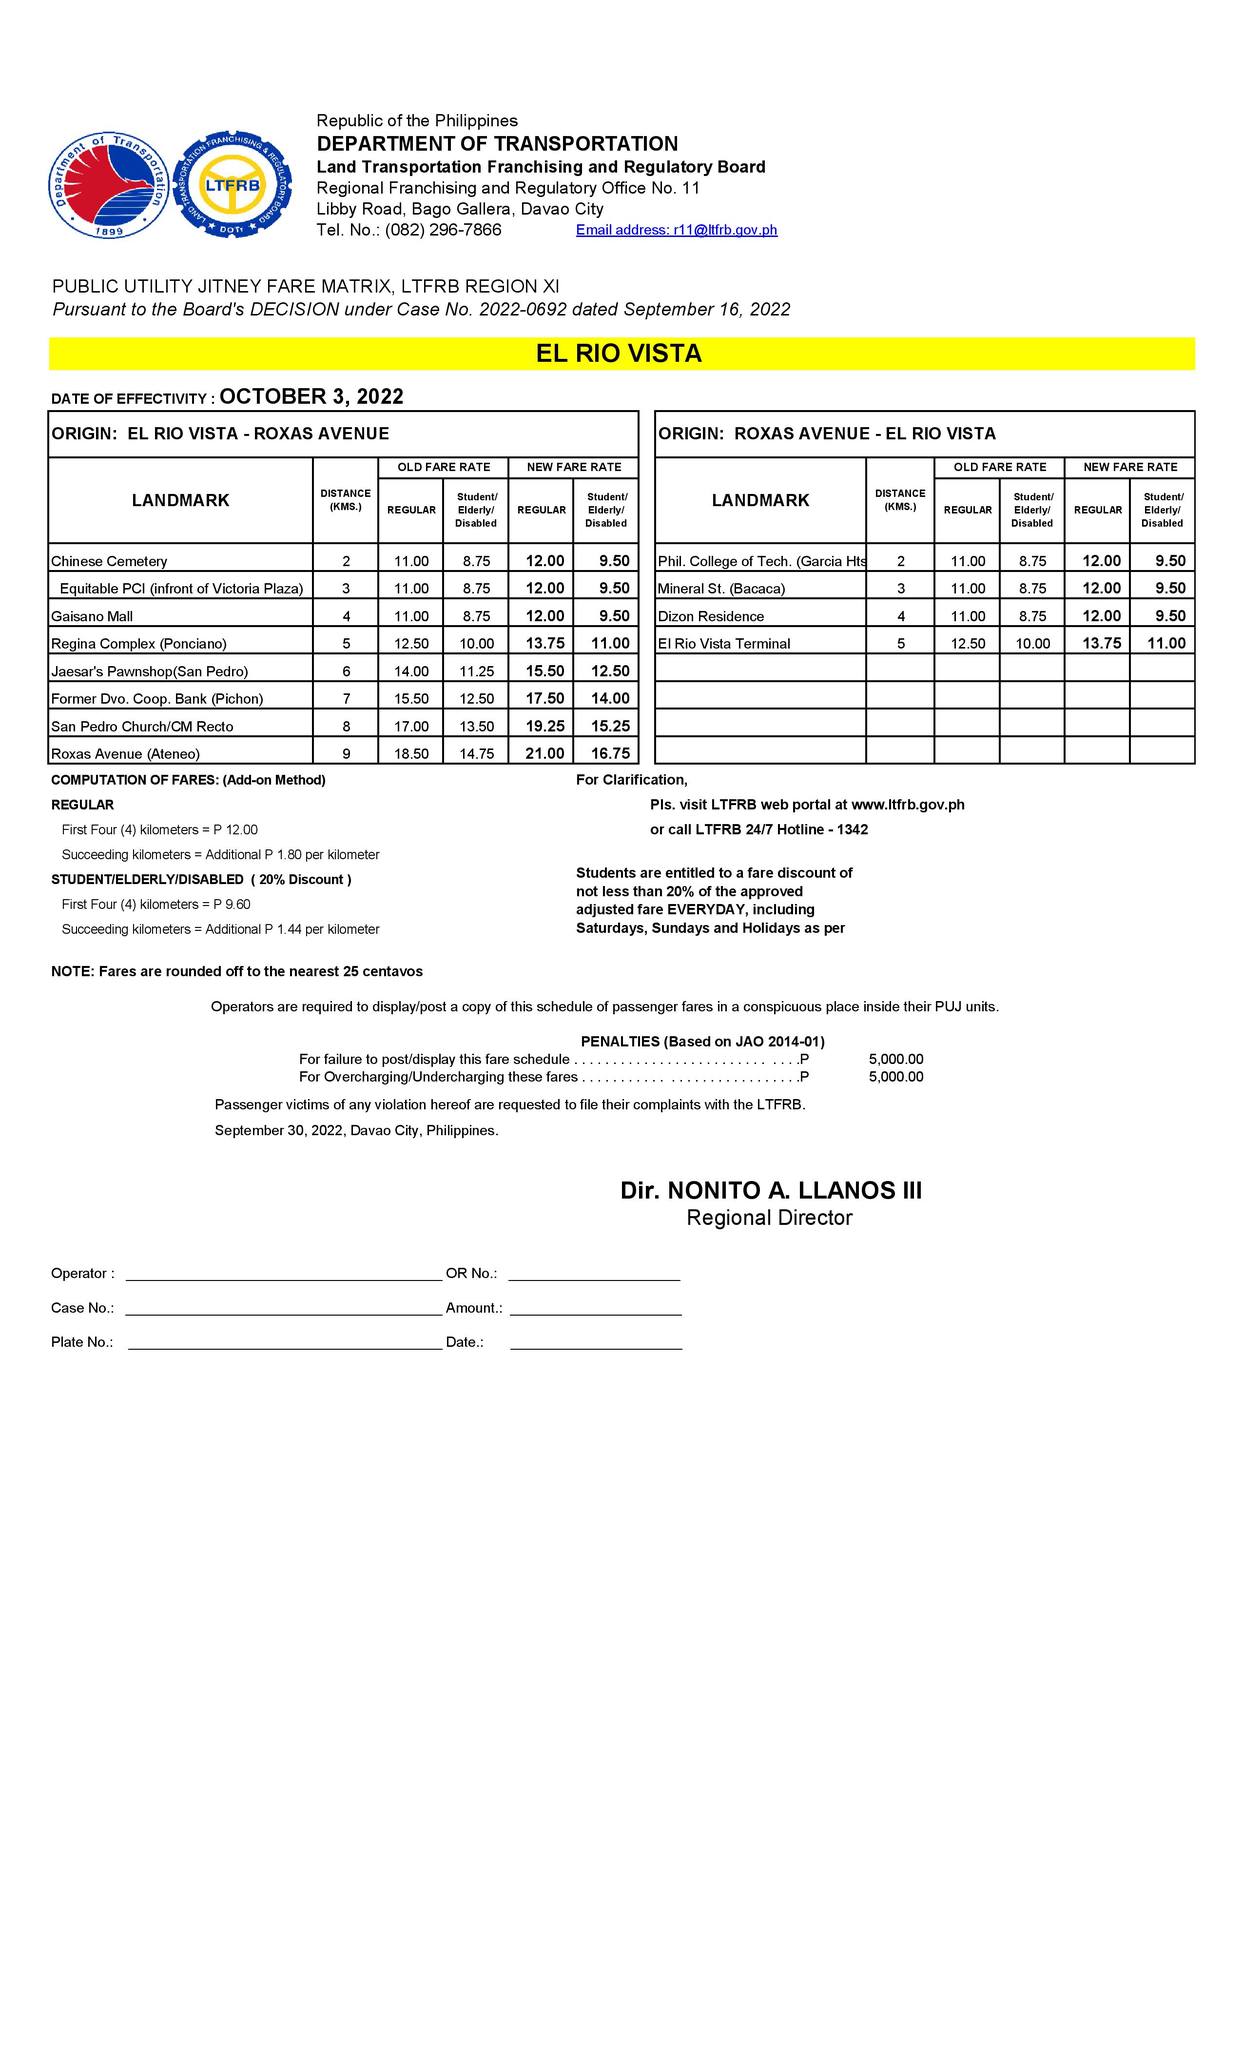 Republic of the Philippines
DEPARTMENT OF TRANSPORTATION
Land Transportation Franchising and Regulatory Board
Regional Franchising and Regulatory Office No. 11
Libby Road, Bago Gallera, Davao City
Tel. No.: (082) 296-7866 Email address: r11@ltfrb.gov.ph
Department of Transportation
1899
LAND TRANSPORTATION FRANCHISING & REGULATORY BOARD
LTFRB
DOTr
PUBLIC UTILITY JITNEY FARE MATRIX, LTFRB REGION XI
Pursuant to the Board's DECISION under Case No. 2022-0692 dated September 16, 2022
EL RIO VISTA
DATE OF EFFECTIVITY : OCTOBER 3, 2022
ORIGIN: EL RIO VISTA - ROXAS AVENUE
LANDMARK DISTANCE (KMS.) OLD FARE RATE NEW FARE RATE
REGULAR Student/ Elderly/ Disabled REGULAR Student/ Elderly/ Disabled
Chinese Cemetery 2 11.00 8.75 12.00 9.50
Equitable PCI (infront of Victoria Plaza) 3 11.00 8.75 12.00 9.50
Gaisano Mall 4 11.00 8.75 12.00 9.50
Regina Complex (Ponciano) 5 12.50 10.00 13.75 11.00
Jaesar's Pawnshop(San Pedro) 6 14.00 11.25 15.50 12.50
Former Dvo. Coop. Bank (Pichon) 7 15.50 12.50 17.50 14.00
San Pedro Church/CM Recto 8 17.00 13.50 19.25 15.25
Roxas Avenue (Ateneo) 9 18.50 14.75 21.00 16.75
ORIGIN: ROXAS AVENUE - EL RIO VISTA
LANDMARK DISTANCE (KMS.) OLD FARE RATE NEW FARE RATE
REGULAR Student/ Elderly/ Disabled REGULAR Student/ Elderly/ Disabled
Phil. College of Tech. (Garcia Hts 2 11.00 8.75 12.00 9.50
Mineral St. (Bacaca) 3 11.00 8.75 12.00 9.50
Dizon Residence 4 11.00 8.75 12.00 9.50
El Rio Vista Terminal 5 12.50 10.00 13.75 11.00
COMPUTATION OF FARES: (Add-on Method)
REGULAR
First Four (4) kilometers = P 12.00
Succeeding kilometers = Additional P 1.80 per kilometer
STUDENT/ELDERLY/DISABLED ( 20% Discount )
First Four (4) kilometers = P 9.60
Succeeding kilometers = Additional P 1.44 per kilometer
For Clarification,
Pls. visit LTFRB web portal at www.ltfrb.gov.ph
or call LTFRB 24/7 Hotline - 1342
Students are entitled to a fare discount of
not less than 20% of the approved
adjusted fare EVERYDAY, including
Saturdays, Sundays and Holidays as per
NOTE: Fares are rounded off to the nearest 25 centavos
Operators are required to display/post a copy of this schedule of passenger fares in a conspicuous place inside their PUJ units.
PENALTIES (Based on JAO 2014-01)
For failure to post/display this fare schedule . . . . . . . . . . . . . . . . . . . . . . . . . . . . . .P 5,000.00
For Overcharging/Undercharging these fares . . . . . . . . . . . . . . . . . . . . . . . . . . . .P 5,000.00
Passenger victims of any violation hereof are requested to file their complaints with the LTFRB.
September 30, 2022, Davao City, Philippines.
Dir. NONITO A. LLANOS III
Regional Director
Operator : OR No.:
Case No.: Amount.:
Plate No.: Date.: